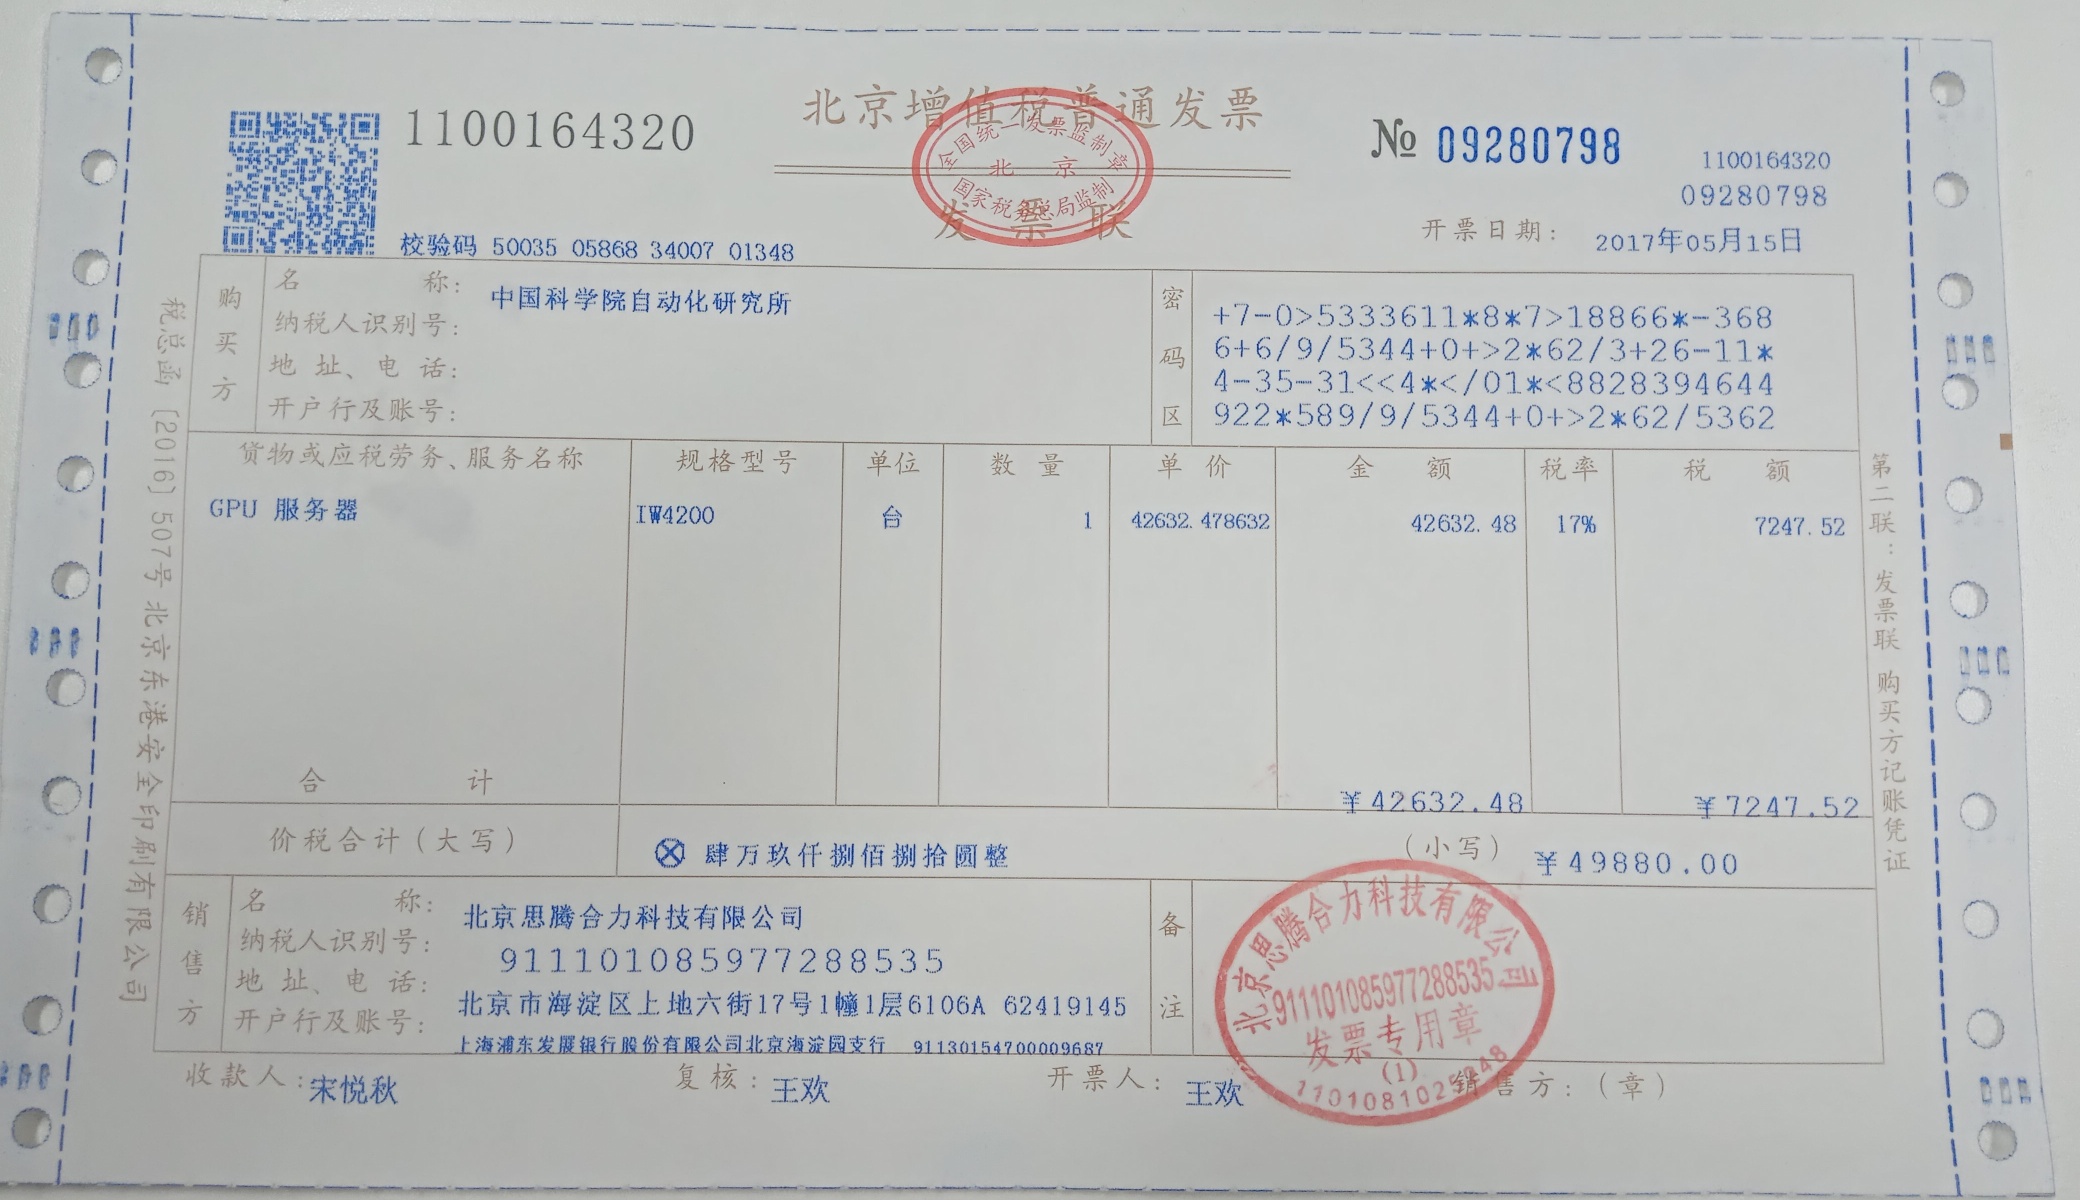 北京增值税普通发票
1100164320
№ 09280798
1100164320
09280798
全国统一发票监制章
北京
国家税务总局监制
发票联
校验码 50035 05868 34007 01348
开票日期: 2017年05月15日
购买方
名 称: 中国科学院自动化研究所
纳税人识别号:
地 址、电 话:
开户行及账号:
密码区
+7-0>5333611*8*7>18866*-368
6+6/9/5344+0+>2*62/3+26-11*
4-35-31<<4*</01*<8828394644
922*589/9/5344+0+>2*62/5362
货物或应税劳务、服务名称 规格型号 单位 数 量 单 价 金 额 税率 税 额
GPU 服务器 IW4200 台 1 42632.478632 42632.48 17% 7247.52
合 计 ¥42632.48 ¥7247.52
价税合计(大写) ⊗ 肆万玖仟捌佰捌拾圆整 (小写) ¥49880.00
销售方
名 称: 北京思腾合力科技有限公司
纳税人识别号: 911101085977288535
地 址、电 话: 北京市海淀区上地六街17号1幢1层6106A 62419145
开户行及账号: 上海浦东发展银行股份有限公司北京海淀园支行 91130154700009687
备注
北京思腾合力科技有限公司
911101085977288535
发票专用章
(1)
收款人: 宋悦秋 复核: 王欢 开票人: 王欢 销售方:(章)
税总函〔2016〕507号北京东港安全印刷有限公司
第二联:发票联 购买方记账凭证